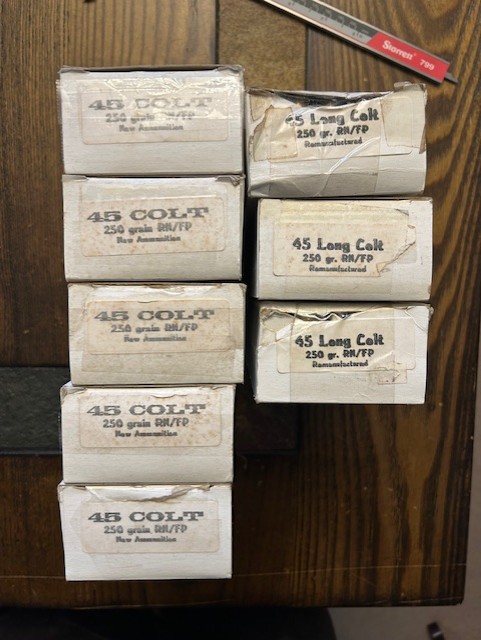 Starrett 799
45 COLT
250 grain RN/FP
New Ammunition
45 COLT
250 grain RN/FP
New Ammunition
45 COLT
250 grain RN/FP
New Ammunition
45 COLT
250 grain RN/FP
New Ammunition
45 COLT
250 grain RN/FP
New Ammunition
45 Long Colt
250 gr. RN/FP
Remanufactured
45 Long Colt
250 gr. RN/FP
Remanufactured
45 Long Colt
250 gr. RN/FP
Remanufactured